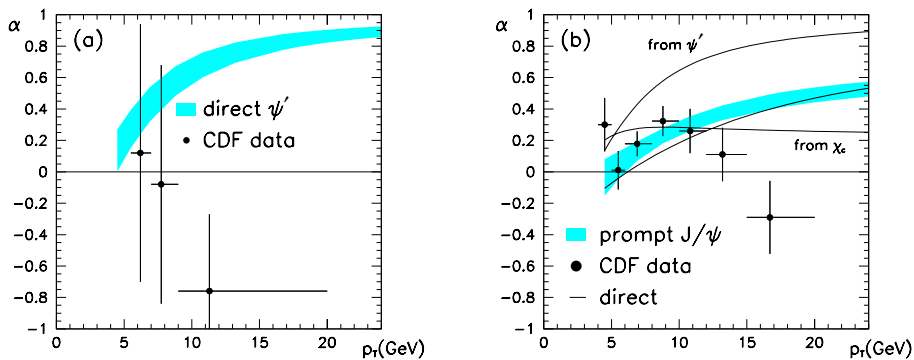 α
(a)
1
0.8
0.6
0.4
0.2
0
-0.2
-0.4
-0.6
-0.8
-1
direct ψ′
CDF data
0 5 10 15 20
p_T(GeV)
α
(b)
1
0.8
0.6
0.4
0.2
0
-0.2
-0.4
-0.6
-0.8
-1
from ψ′
from χ_c
prompt J/ψ
CDF data
direct
0 5 10 15 20
p_T(GeV)